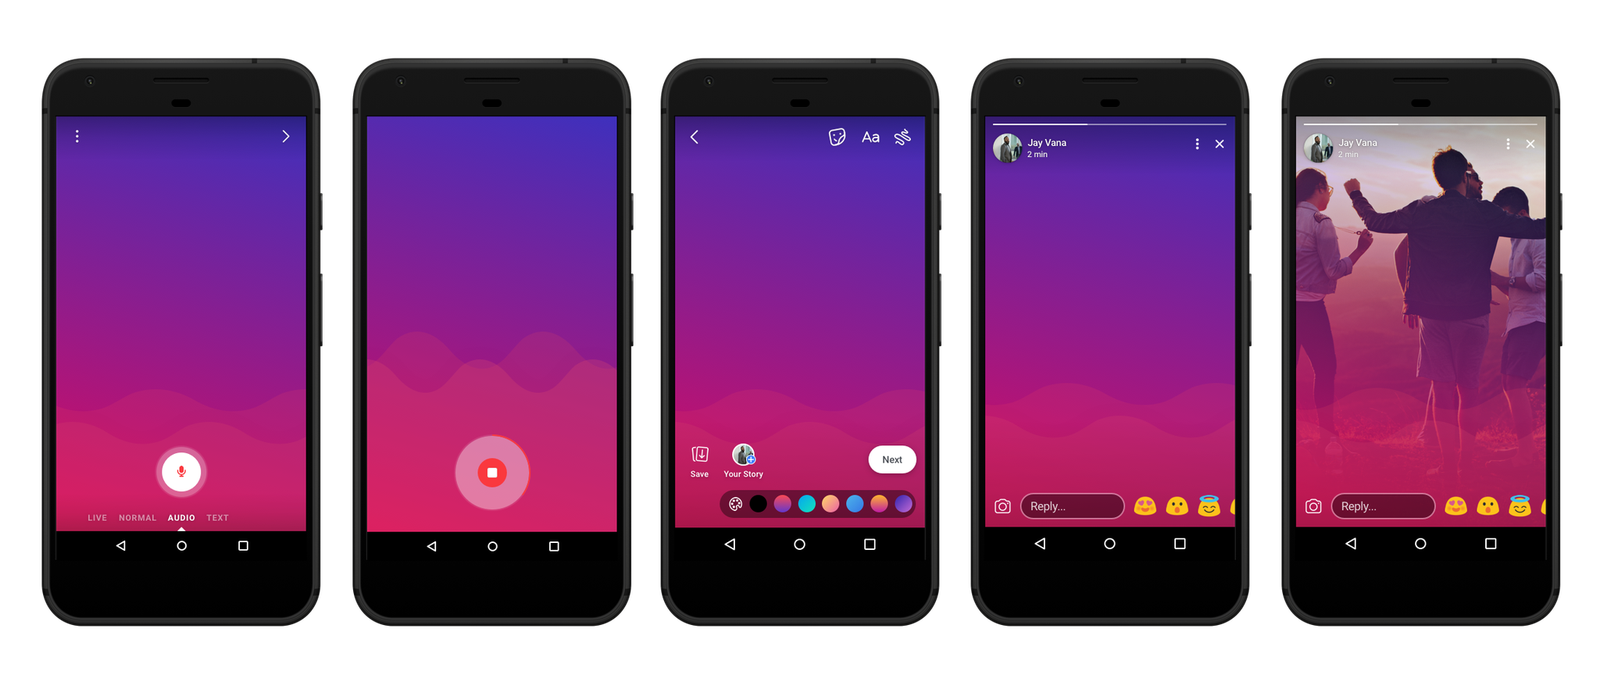 LIVE NORMAL AUDIO TEXT
Aa
Save Your Story Next
Jay Vana
2 min
Reply...
Jay Vana
2 min
Reply...